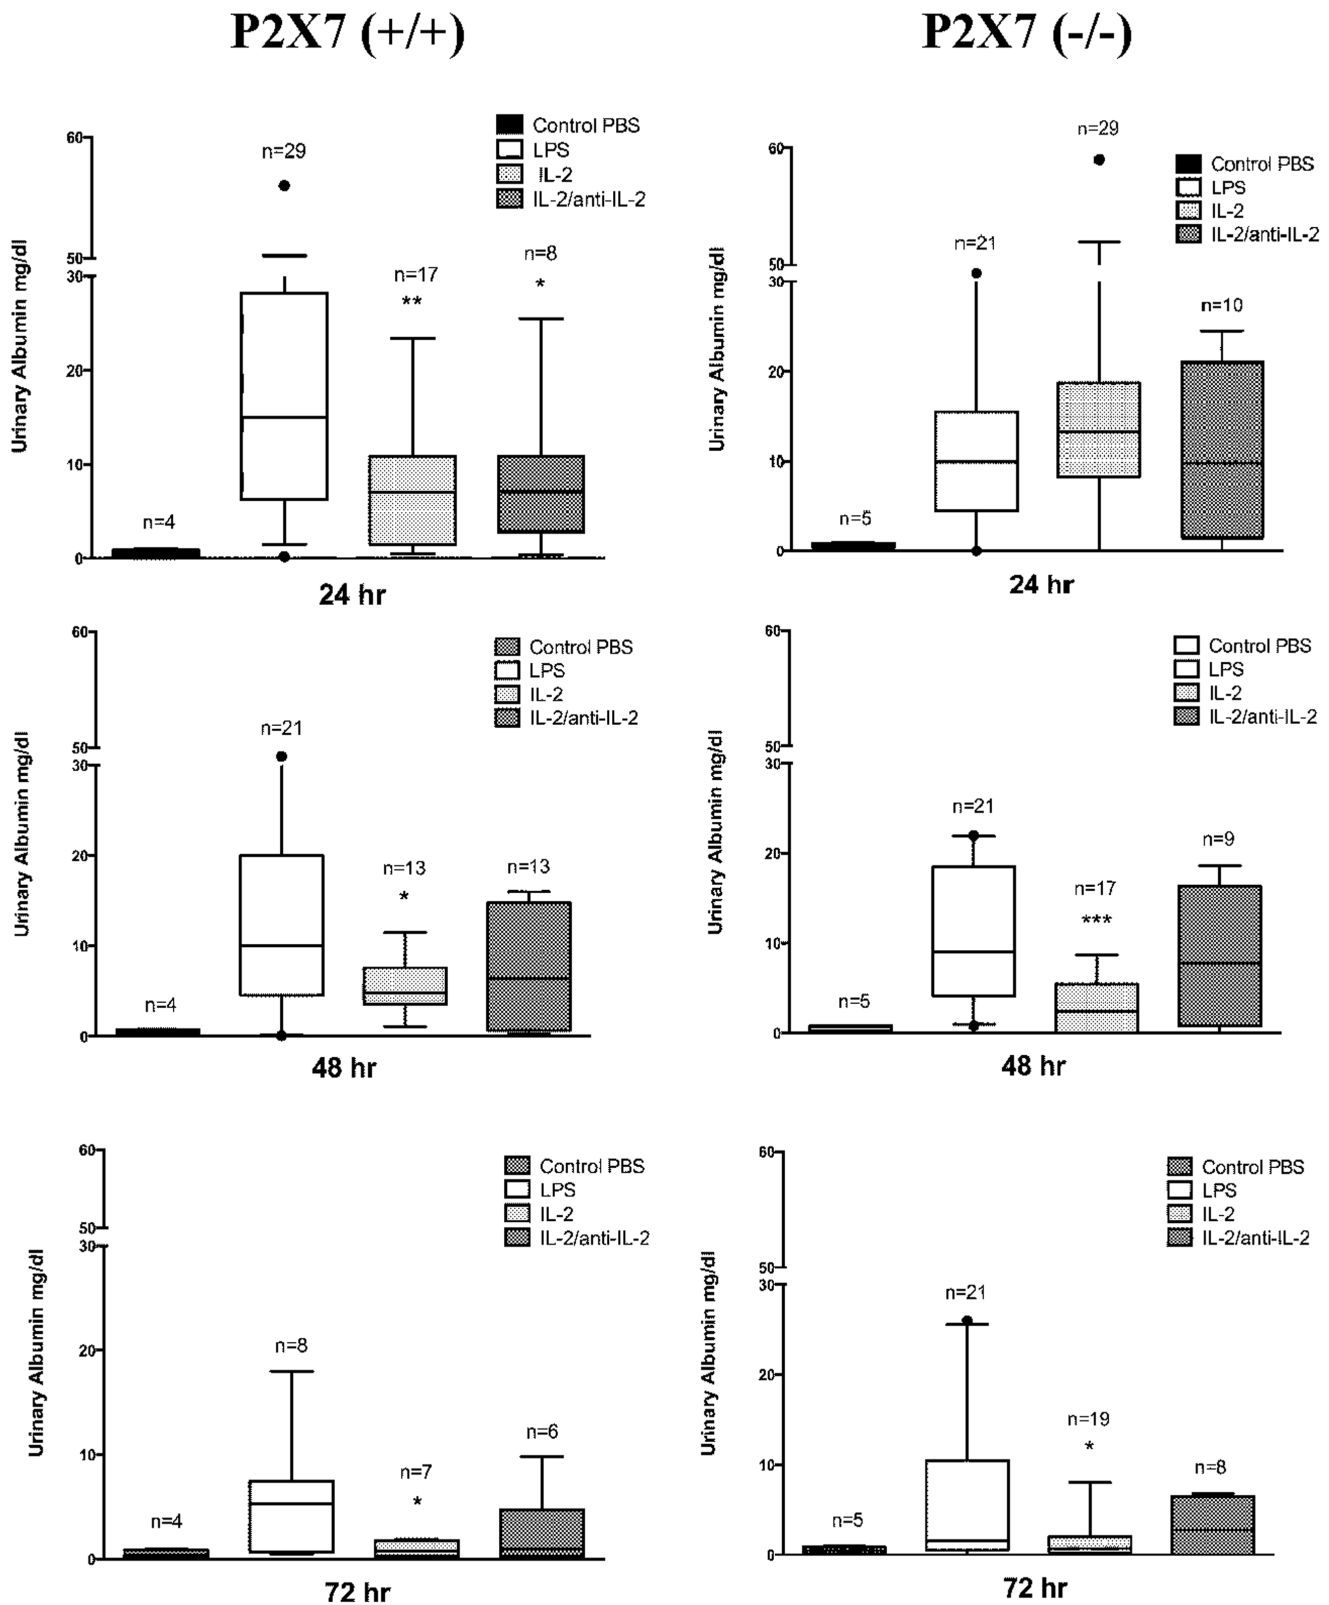 P2X7 (+/+)
P2X7 (-/-)
Control PBS
LPS
IL-2
IL-2/anti-IL-2
Urinary Albumin mg/dl
60
50
30
20
10
0
n=4
n=29
n=17
**
n=8
*
24 hr
Control PBS
LPS
IL-2
IL-2/anti-IL-2
Urinary Albumin mg/dl
60
50
30
20
10
0
n=5
n=21
n=29
n=10
24 hr
Control PBS
LPS
IL-2
IL-2/anti-IL-2
Urinary Albumin mg/dl
60
50
30
20
10
0
n=4
n=21
n=13
*
n=13
48 hr
Control PBS
LPS
IL-2
IL-2/anti-IL-2
Urinary Albumin mg/dl
60
50
30
20
10
0
n=5
n=21
n=17
***
n=9
48 hr
Control PBS
LPS
IL-2
IL-2/anti-IL-2
Urinary Albumin mg/dl
60
50
30
20
10
0
n=4
n=8
n=7
*
n=6
72 hr
Control PBS
LPS
IL-2
IL-2/anti-IL-2
Urinary Albumin mg/dl
60
50
30
20
10
0
n=5
n=21
n=19
*
n=8
72 hr